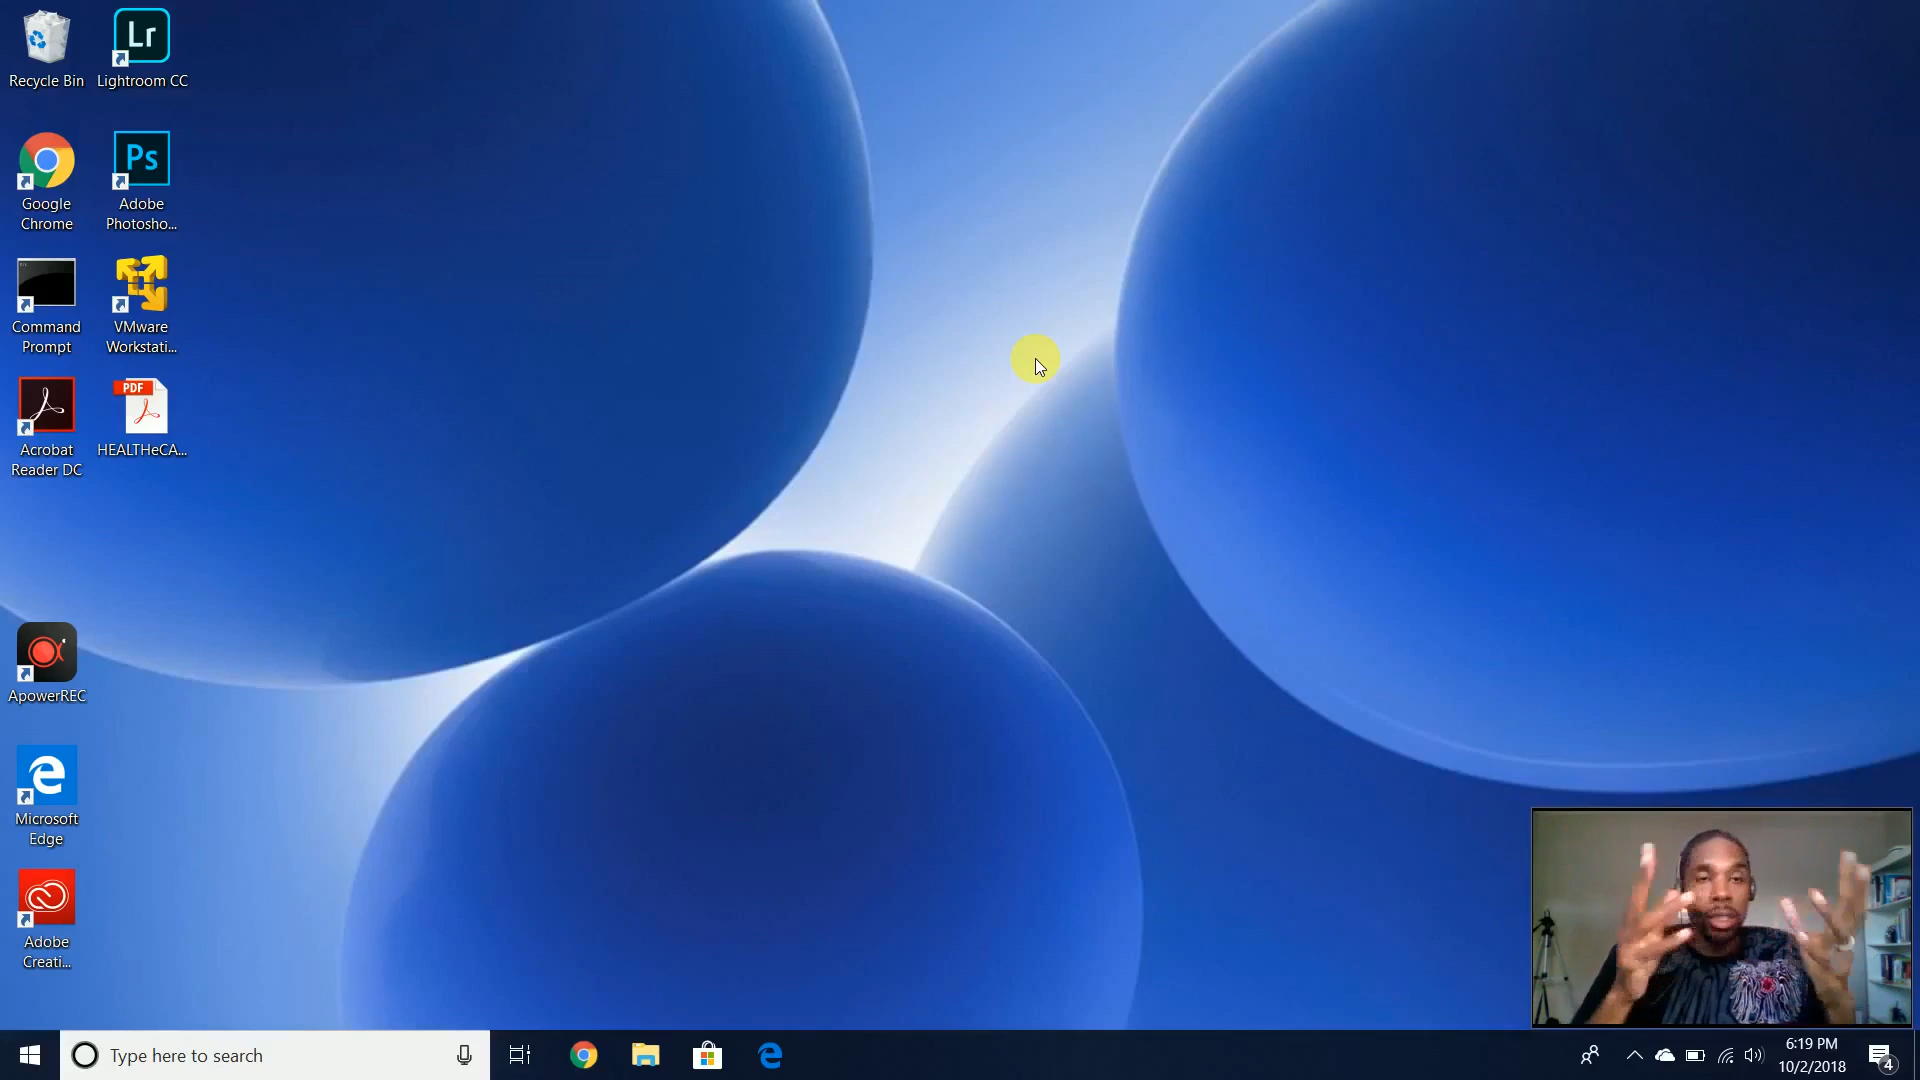 Recycle Bin
Lr
Lightroom CC
Google
Chrome
Ps
Adobe
Photosho...
Command
Prompt
VMware
Workstati...
Acrobat
Reader DC
PDF
HEALTHeCA...
ApowerREC
Microsoft
Edge
Adobe
Creati...
Type here to search
6:19 PM
10/2/2018
4